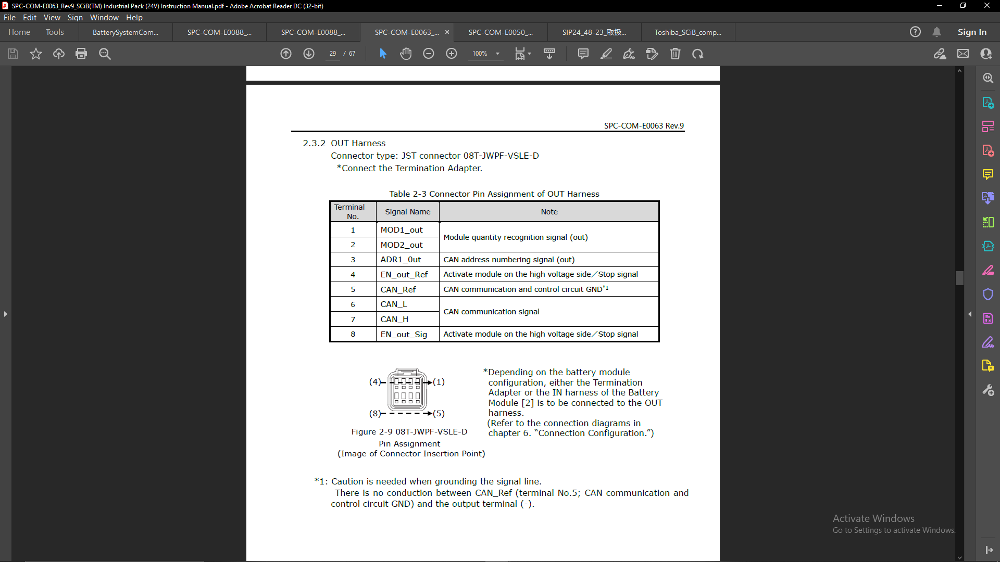 SPC-COM-E0063_Rev9_SCiB(TM) Industrial Pack (24V) Instruction Manual.pdf - Adobe Acrobat Reader DC (32-bit)
File Edit View Sign Window Help
Home Tools BatterySystemCom... SPC-COM-E0088_... SPC-COM-E0088_... SPC-COM-E0063_... × SPC-COM-E0050_... SIP24_48-23_取扱... Toshiba_SCiB_comp... Sign In
29 / 67 100%
SPC-COM-E0063 Rev.9
2.3.2 OUT Harness
Connector type: JST connector 08T-JWPF-VSLE-D
*Connect the Termination Adapter.
Table 2-3 Connector Pin Assignment of OUT Harness
Terminal No. Signal Name Note
1 MOD1_out Module quantity recognition signal (out)
2 MOD2_out
3 ADR1_0ut CAN address numbering signal (out)
4 EN_out_Ref Activate module on the high voltage side／Stop signal
5 CAN_Ref CAN communication and control circuit GND*1
6 CAN_L CAN communication signal
7 CAN_H
8 EN_out_Sig Activate module on the high voltage side／Stop signal
(4) (1)
(8) (5)
Figure 2-9 08T-JWPF-VSLE-D
Pin Assignment
(Image of Connector Insertion Point)
*Depending on the battery module
configuration, either the Termination
Adapter or the IN harness of the Battery
Module [2] is to be connected to the OUT
harness.
(Refer to the connection diagrams in
chapter 6. “Connection Configuration.”)
*1: Caution is needed when grounding the signal line.
There is no conduction between CAN_Ref (terminal No.5; CAN communication and
control circuit GND) and the output terminal (-).
Activate Windows
Go to Settings to activate Windows.